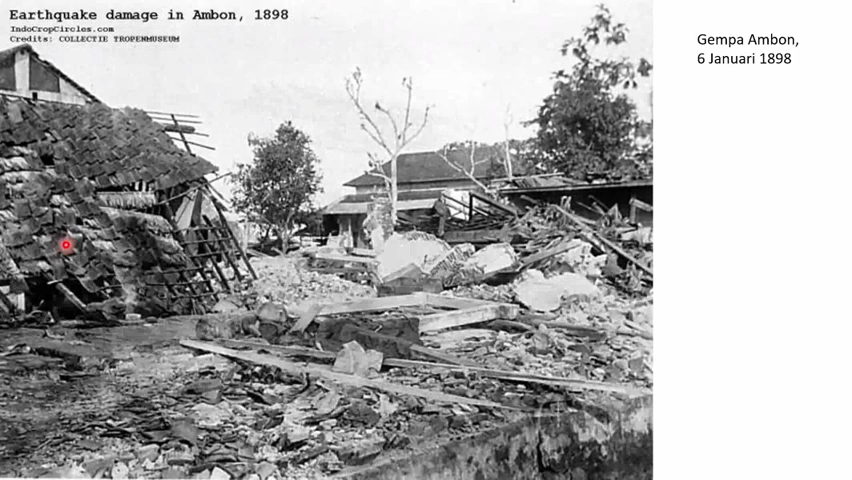 Earthquake damage in Ambon, 1898
IndoCropCircles.com
Credits: COLLECTIE TROPENMUSEUM
Gempa Ambon,
6 Januari 1898